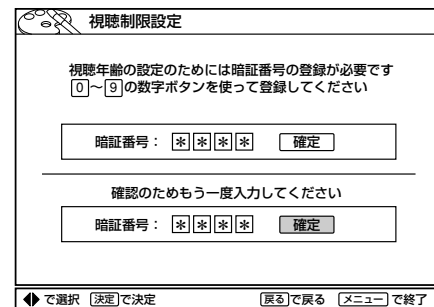 視聴制限設定
視聴年齢の設定のためには暗証番号の登録が必要です
0～9の数字ボタンを使って登録してください
暗証番号： ＊＊＊＊ 確定
確認のためもう一度入力してください
暗証番号： ＊＊＊＊ 確定
で選択 決定で決定 戻るで戻る メニューで終了